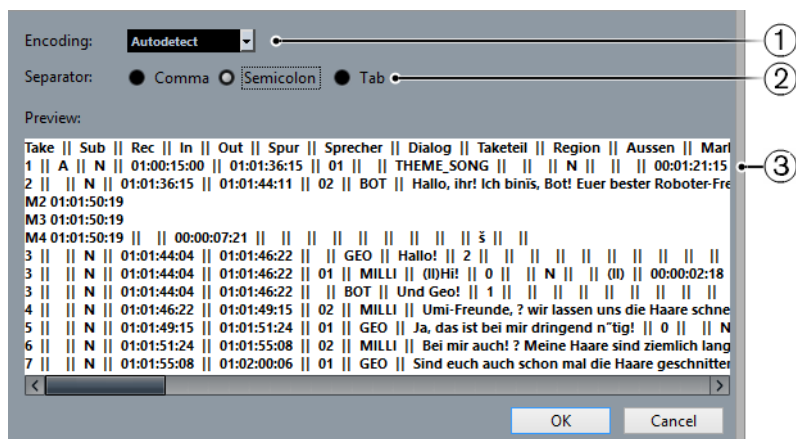 Encoding: Autodetect 1
Separator: Comma Semicolon Tab 2
Preview:
Take || Sub || Rec || In || Out || Spur || Sprecher || Dialog || Taketeil || Region || Aussen || Mar
1 || A || N || 01:00:15:00 || 01:01:36:15 || 01 || || THEME_SONG || || || N || || || 00:01:21:15 3
2 || || N || 01:01:36:15 || 01:01:44:11 || 02 || BOT || Hallo, ihr! Ich binïs, Bot! Euer bester Roboter-Fre
M2 01:01:50:19
M3 01:01:50:19
M4 01:01:50:19 || || 00:00:07:21 || || || || || || || || š || ||
3 || || N || 01:01:44:04 || 01:01:46:22 || || GEO || Hallo! || 2 || || || || || || || ||
3 || || N || 01:01:44:04 || 01:01:46:22 || 01 || MILLI || (II)Hi! || 0 || || N || || (II) || 00:00:02:18
3 || || N || 01:01:44:04 || 01:01:46:22 || || BOT || Und Geo! || 1 || || || || || || || ||
4 || || N || 01:01:46:22 || 01:01:49:15 || 02 || MILLI || Umi-Freunde, ? wir lassen uns die Haare schne
5 || || N || 01:01:49:15 || 01:01:51:24 || 01 || GEO || Ja, das ist bei mir dringend n˜tig! || 0 || || N
6 || || N || 01:01:51:24 || 01:01:55:08 || 02 || MILLI || Bei mir auch! ? Meine Haare sind ziemlich lang
7 || || N || 01:01:55:08 || 01:02:00:06 || 01 || GEO || Sind euch auch schon mal die Haare geschnitten
OK Cancel